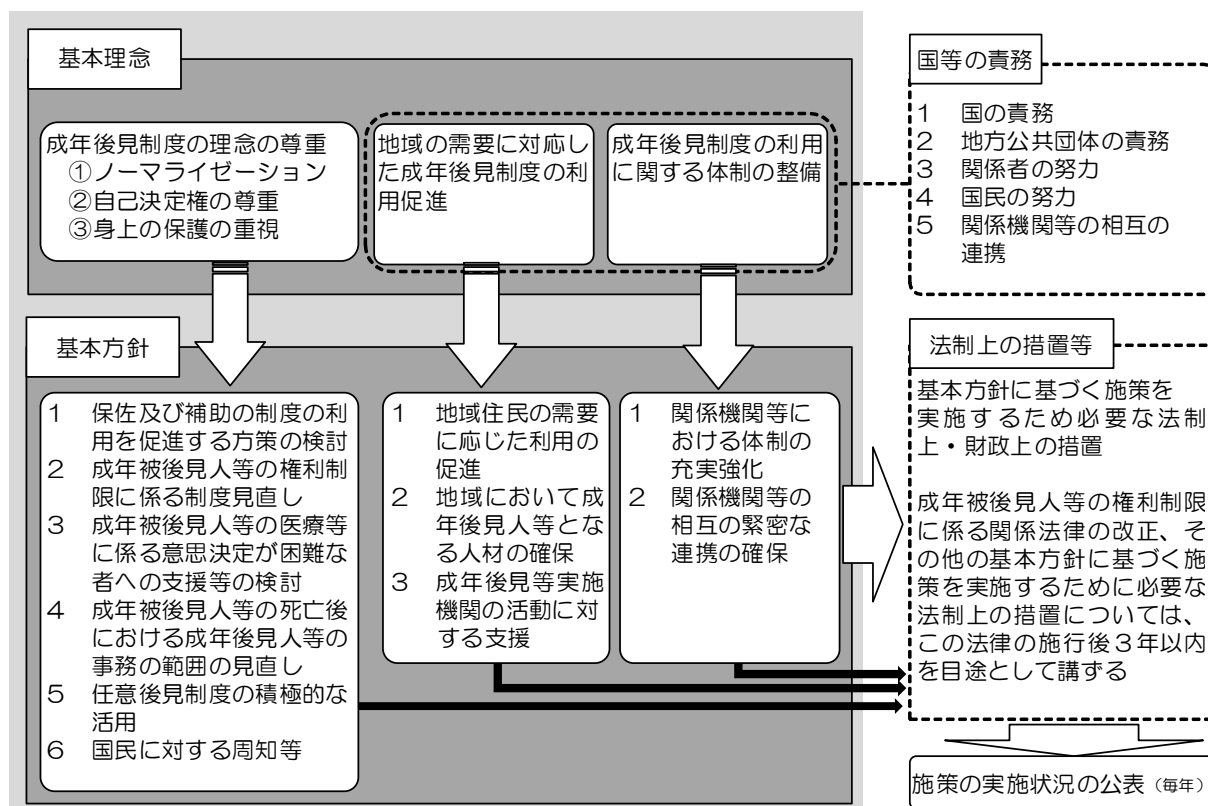 基本理念
成年後見制度の理念の尊重
①ノーマライゼーション
②自己決定権の尊重
③身上の保護の重視
地域の需要に対応し
た成年後見制度の利
用促進
成年後見制度の利用
に関する体制の整備
国等の責務
1 国の責務
2 地方公共団体の責務
3 関係者の努力
4 国民の努力
5 関係機関等の相互の
連携
基本方針
1 保佐及び補助の制度の利
用を促進する方策の検討
2 成年被後見人等の権利制
限に係る制度見直し
3 成年被後見人等の医療等
に係る意思決定が困難な
者への支援等の検討
4 成年被後見人等の死亡後
における成年後見人等の
事務の範囲の見直し
5 任意後見制度の積極的な
活用
6 国民に対する周知等
1 地域住民の需要
に応じた利用の
促進
2 地域において成
年後見人等とな
る人材の確保
3 成年後見等実施
機関の活動に対
する支援
1 関係機関等に
おける体制の
充実強化
2 関係機関等の
相互の緊密な
連携の確保
法制上の措置等
基本方針に基づく施策を
実施するため必要な法制
上・財政上の措置
成年被後見人等の権利制限
に係る関係法律の改正、そ
の他の基本方針に基づく施
策を実施するために必要な
法制上の措置については、
この法律の施行後３年以内
を目途として講ずる
施策の実施状況の公表（毎年）